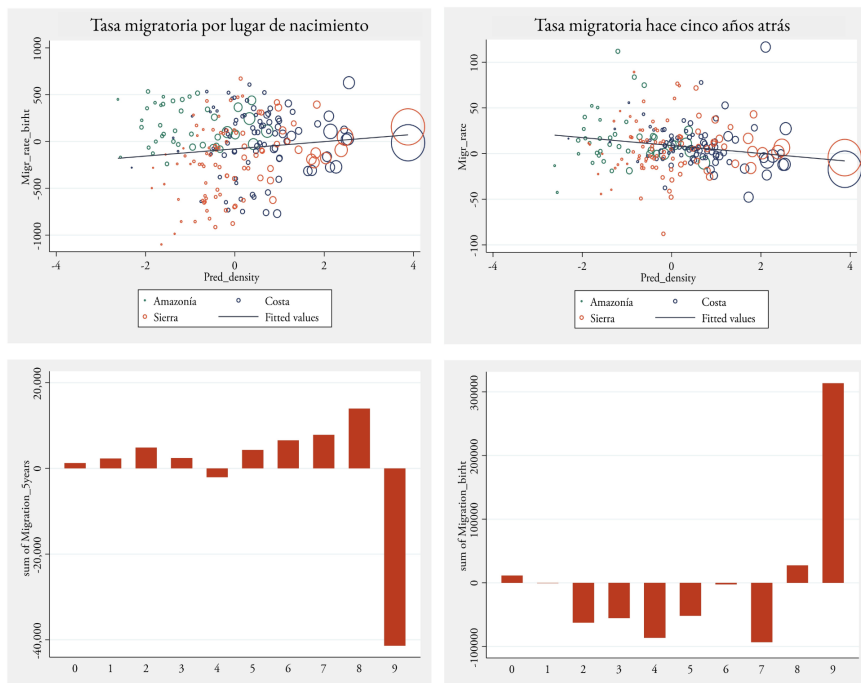 Tasa migratoria por lugar de nacimiento
Migr_rate_birht
1000
500
0
-500
-1000
-4 -2 0 2 4
Pred_density
Amazonía Costa
Sierra Fitted values
Tasa migratoria hace cinco años atrás
Migr_rate
100
50
0
-50
-100
-4 -2 0 2 4
Pred_density
Amazonía Costa
Sierra Fitted values
sum of Migration_5years
20,000
0
-20,000
-40,000
0 1 2 3 4 5 6 7 8 9
sum of Migration_birht
300000
200000
100000
0
-100000
0 1 2 3 4 5 6 7 8 9